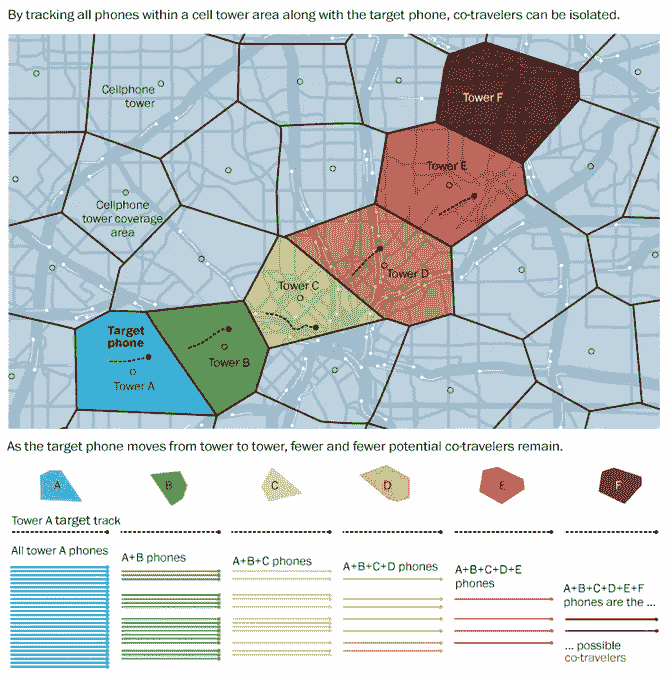 By tracking all phones within a cell tower area along with the target phone, co-travelers can be isolated.
Cellphone
tower
Tower F
Tower E
Cellphone
tower coverage
area
Tower D
Tower C
Target
phone
Tower B
Tower A
As the target phone moves from tower to tower, fewer and fewer potential co-travelers remain.
A
B
C
D
E
F
Tower A target track
All tower A phones
A+B phones
A+B+C phones
A+B+C+D phones
A+B+C+D+E
phones
A+B+C+D+E+F
phones are the ...
... possible
co-travelers